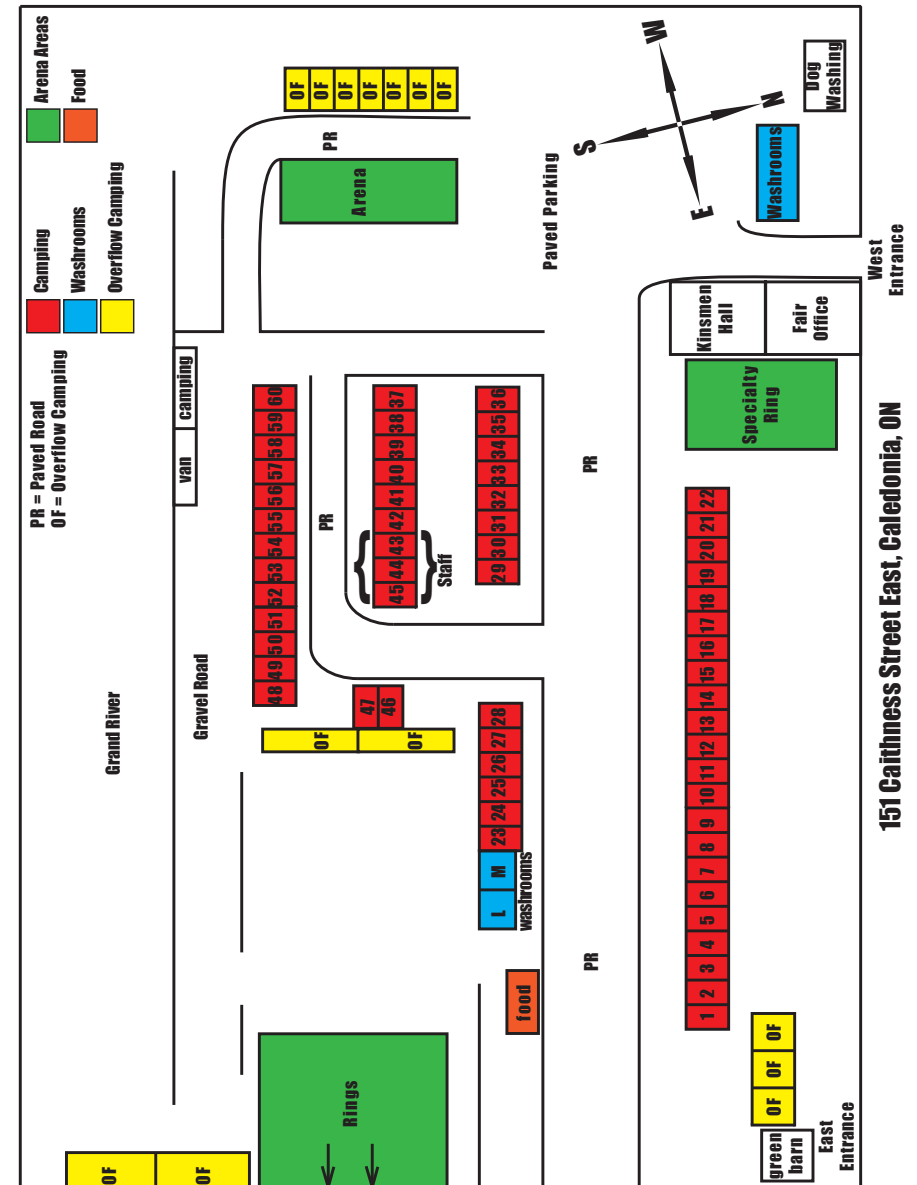 PR = Paved Road
OF = Overflow Camping
Camping
Washrooms
Overflow Camping
Arena Areas
Food
Grand River
Gravel Road
van
camping
OF
OF
OF
OF
OF
OF
OF
PR
Arena
Paved Parking
S
W
E
N
Dog
Washing
Washrooms
West
Entrance
Kinsmen
Hall
Fair
Office
Specialty
Ring
48 49 50 51 52 53 54 55 56 57 58 59 60
PR
45 44 43 42 41 40 39 38 37
{ }
Staff
29 30 31 32 33 34 35 36
PR
47
46
OF
OF
23 24 25 26 27 28
L M
washrooms
food
PR
1 2 3 4 5 6 7 8 9 10 11 12 13 14 15 16 17 18 19 20 21 22
Rings
OF
OF
OF OF OF
green
barn
East
Entrance
151 Caithness Street East, Caledonia, ON